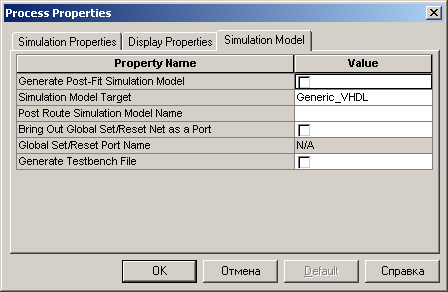 Process Properties
Simulation Properties Display Properties Simulation Model
Property Name Value
Generate Post-Fit Simulation Model
Simulation Model Target Generic_VHDL
Post Route Simulation Model Name
Bring Out Global Set/Reset Net as a Port
Global Set/Reset Port Name N/A
Generate Testbench File
OK Отмена Default Справка